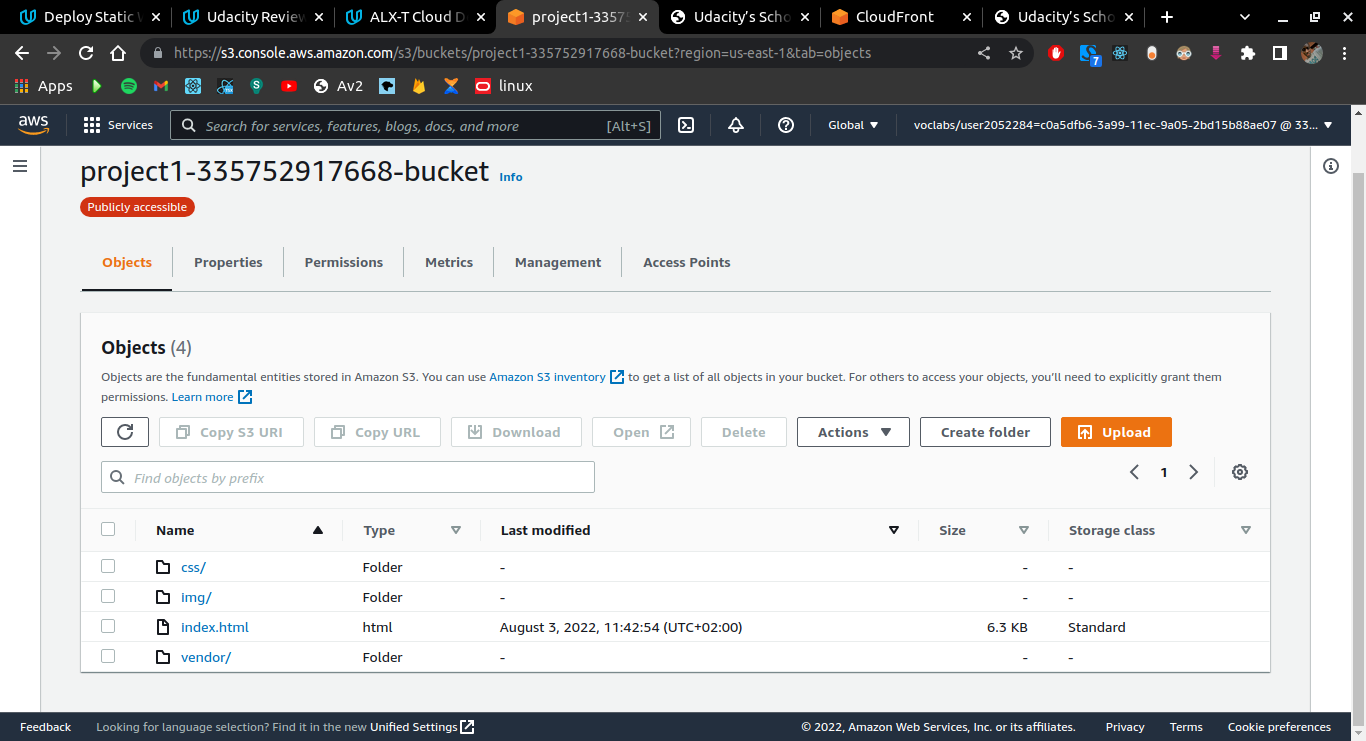 Deploy Static W
Udacity Review
ALX-T Cloud D
project1-33575
Udacity's Scho
CloudFront
Udacity's Scho
https://s3.console.aws.amazon.com/s3/buckets/project1-335752917668-bucket?region=us-east-1&tab=objects
7
Apps
S
Av2
linux
aws
Services
Search for services, features, blogs, docs, and more
[Alt+S]
Global
voclabs/user2052284=c0a5dfb6-3a99-11ec-9a05-2bd15b88ae07 @ 33...
project1-335752917668-bucket Info
Publicly accessible
Objects
Properties
Permissions
Metrics
Management
Access Points
Objects (4)
Objects are the fundamental entities stored in Amazon S3. You can use Amazon S3 inventory to get a list of all objects in your bucket. For others to access your objects, you'll need to explicitly grant them
permissions. Learn more
Copy S3 URI
Copy URL
Download
Open
Delete
Actions
Create folder
Upload
Find objects by prefix
1
Name Type Last modified Size Storage class
css/ Folder - - -
img/ Folder - - -
index.html html August 3, 2022, 11:42:54 (UTC+02:00) 6.3 KB Standard
vendor/ Folder - - -
Feedback
Looking for language selection? Find it in the new Unified Settings
© 2022, Amazon Web Services, Inc. or its affiliates.
Privacy
Terms
Cookie preferences